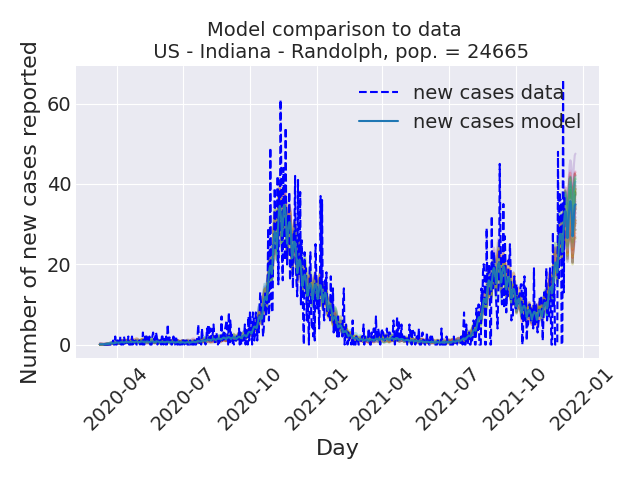 Model comparison to data
US - Indiana - Randolph, pop. = 24665
new cases data
new cases model
Number of new cases reported
60
40
20
0
2020-04
2020-07
2020-10
2021-01
2021-04
2021-07
2021-10
2022-01
Day